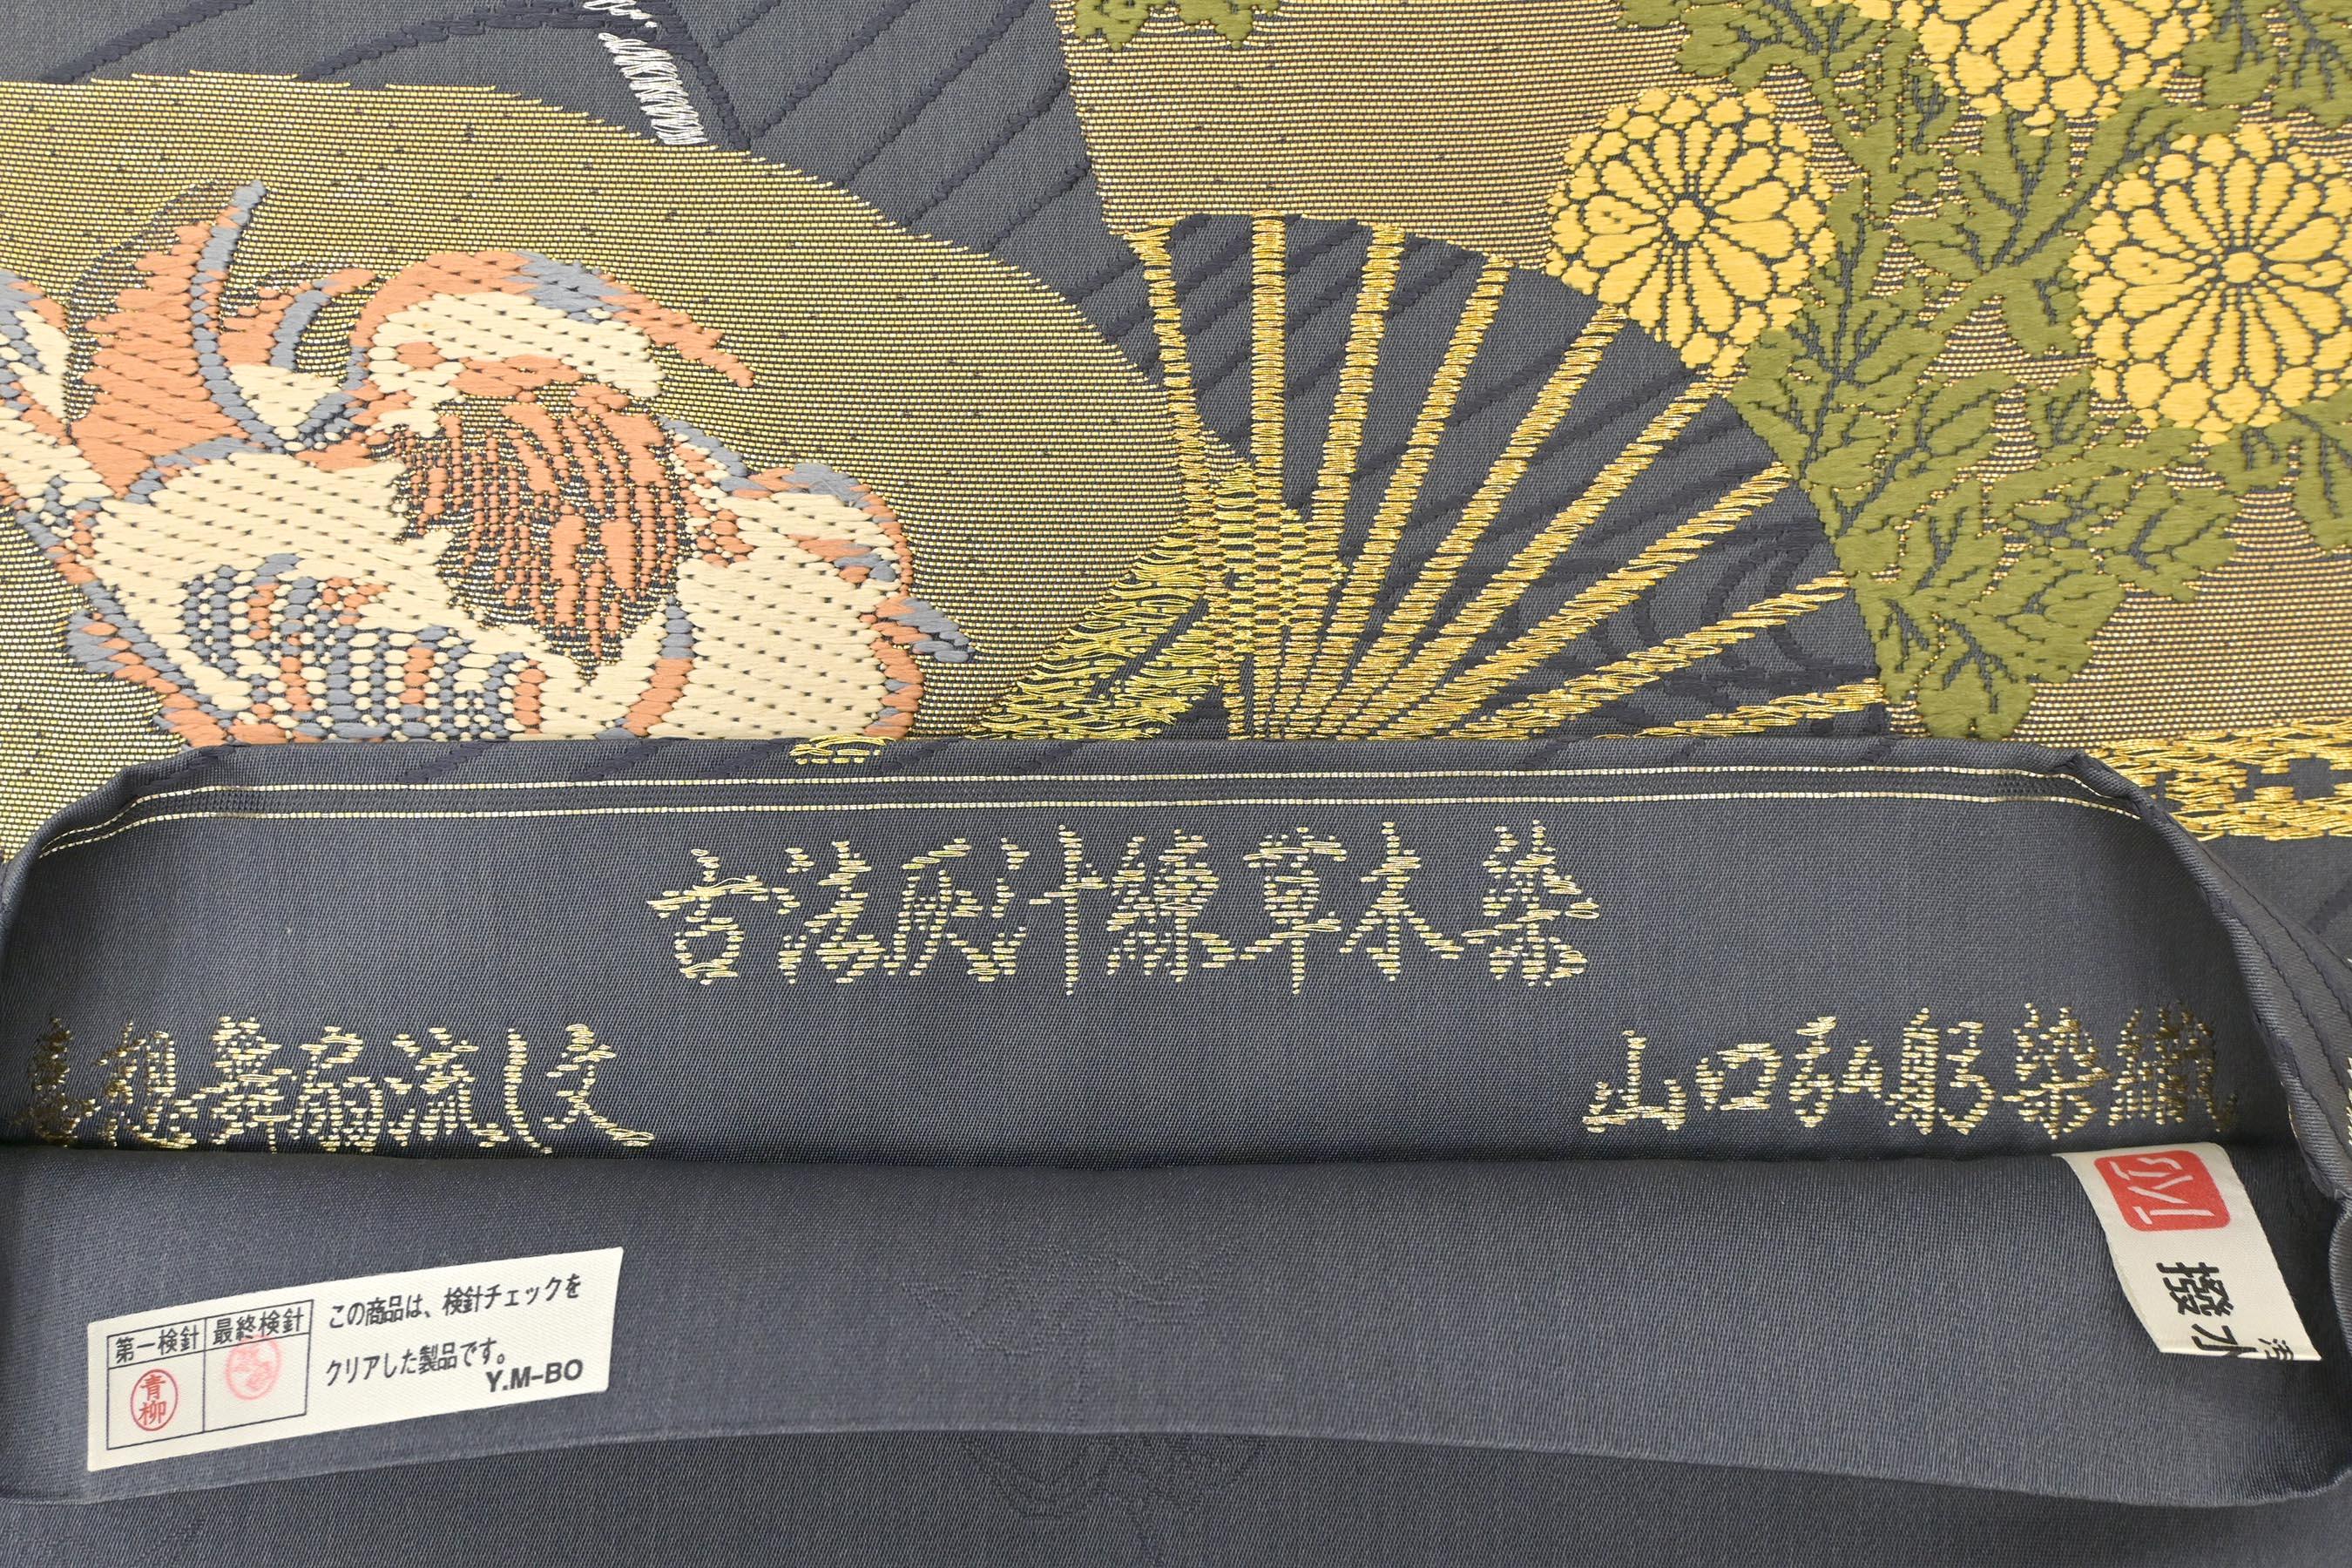 古法灰汁練草木染
想舞扇流し文
山口弘躬染織
撥水
第一検針
最終検針
青柳
この商品は、検針チェックを
クリアした製品です。
Y.M-BO